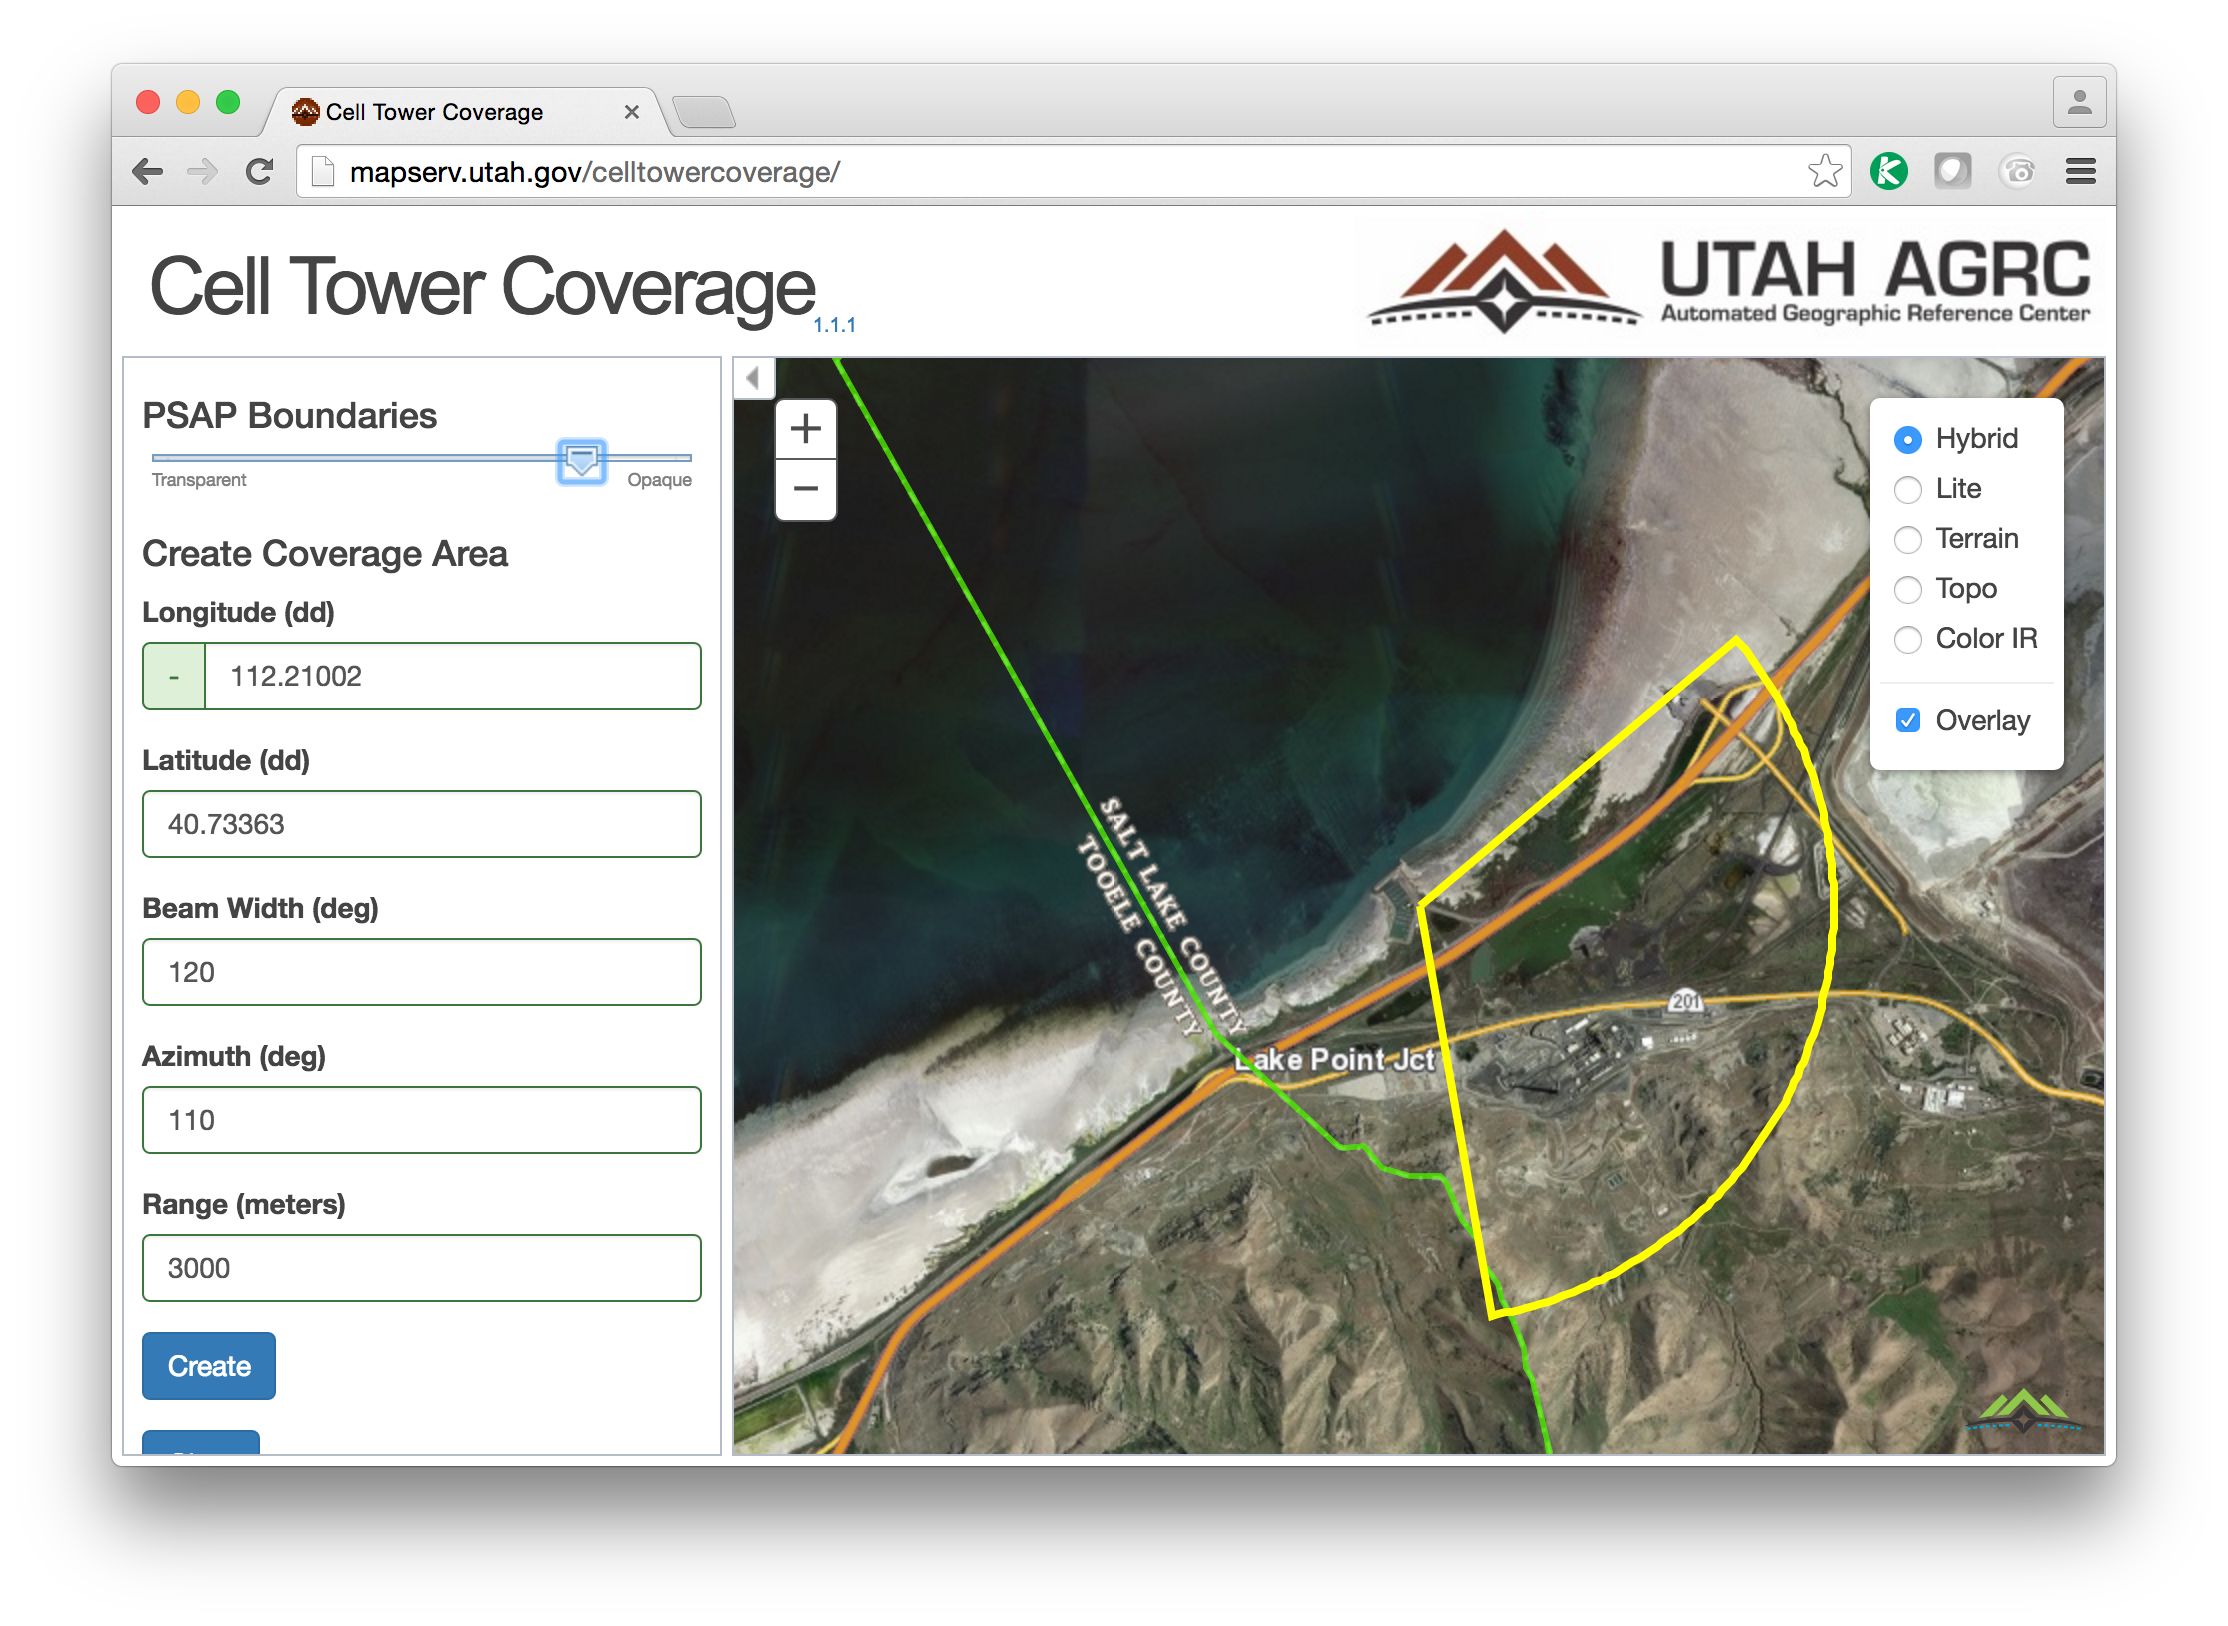 Cell Tower Coverage
mapserv.utah.gov/celltowercoverage/
Cell Tower Coverage
1.1.1
UTAH AGRC
Automated Geographic Reference Center
PSAP Boundaries
Transparent
Opaque
Create Coverage Area
Longitude (dd)
-
112.21002
Latitude (dd)
40.73363
Beam Width (deg)
120
Azimuth (deg)
110
Range (meters)
3000
Create
+
−
SALT LAKE COUNTY
TOOELE COUNTY
Lake Point Jct
201
Hybrid
Lite
Terrain
Topo
Color IR
Overlay